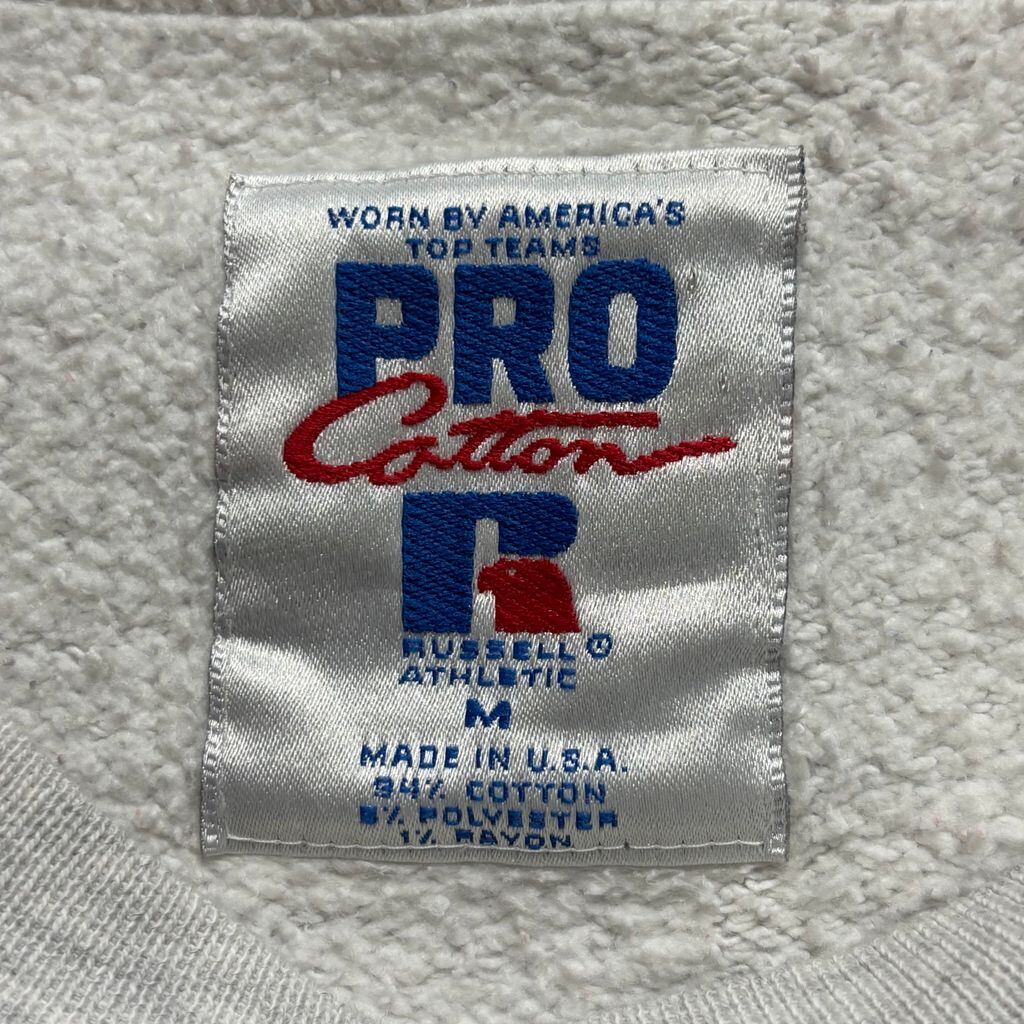 WORN BY AMERICA'S
TOP TEAMS
PRO
Cotton
R
RUSSELL ®
ATHLETIC
M
MADE IN U.S.A.
94% COTTON
5% POLYESTER
1% RAYON